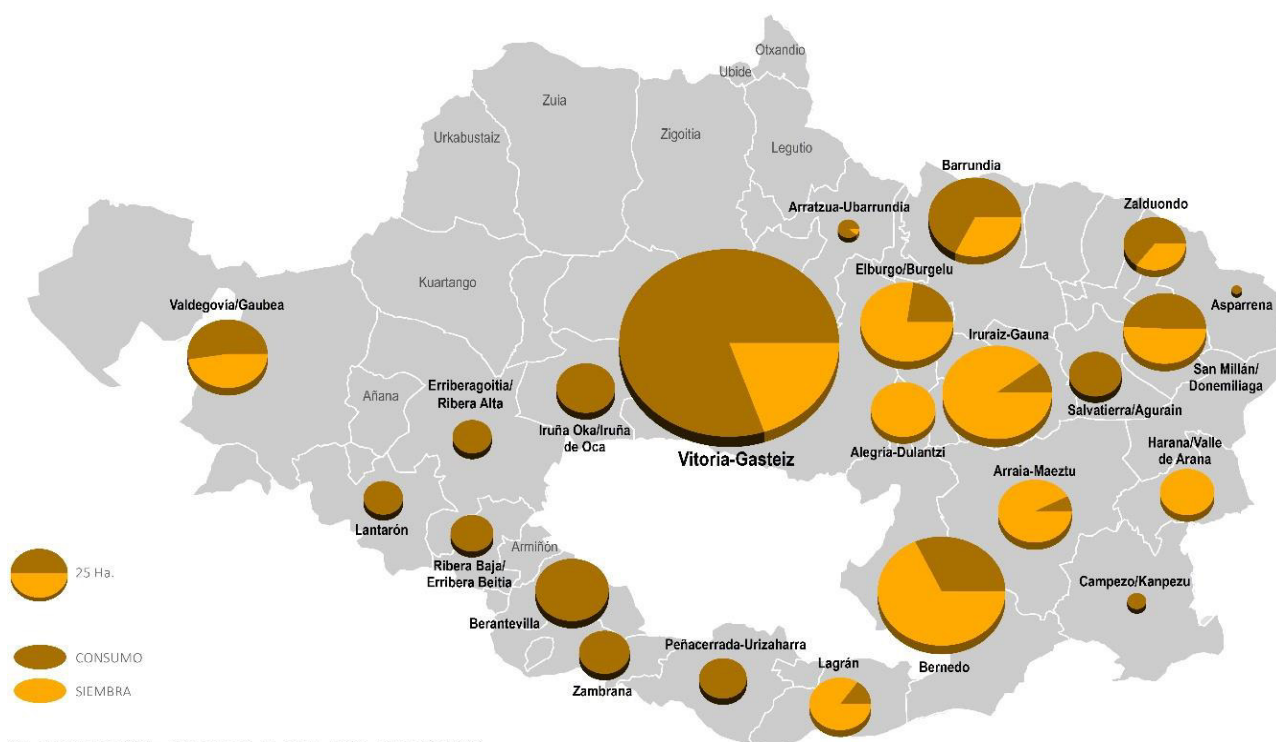 Otxandio
Ubide
Zuia
Urkabustaiz
Zigoitia
Legutio
Barrundia
Arratzua-Ubarrundia
Zalduondo
Elburgo/Burgelu
Kuartango
Asparrena
Valdegovia/Gaubea
Iruraiz-Gauna
San Millán/
Donemiliaga
Erriberagoitia/
Ribera Alta
Añana
Salvatierra/Agurain
Iruña Oka/Iruña
de Oca
Vitoria-Gasteiz
Alegria-Dulantzi
Harana/Valle
de Arana
Arraia-Maeztu
Lantarón
Ribera Baja/
Erribera Beitia
Armiñón
25 Ha.
Campezo/Kanpezu
Berantevilla
Peñacerrada-Urizaharra
CONSUMO
Lagrán
Bernedo
SIEMBRA
Zambrana